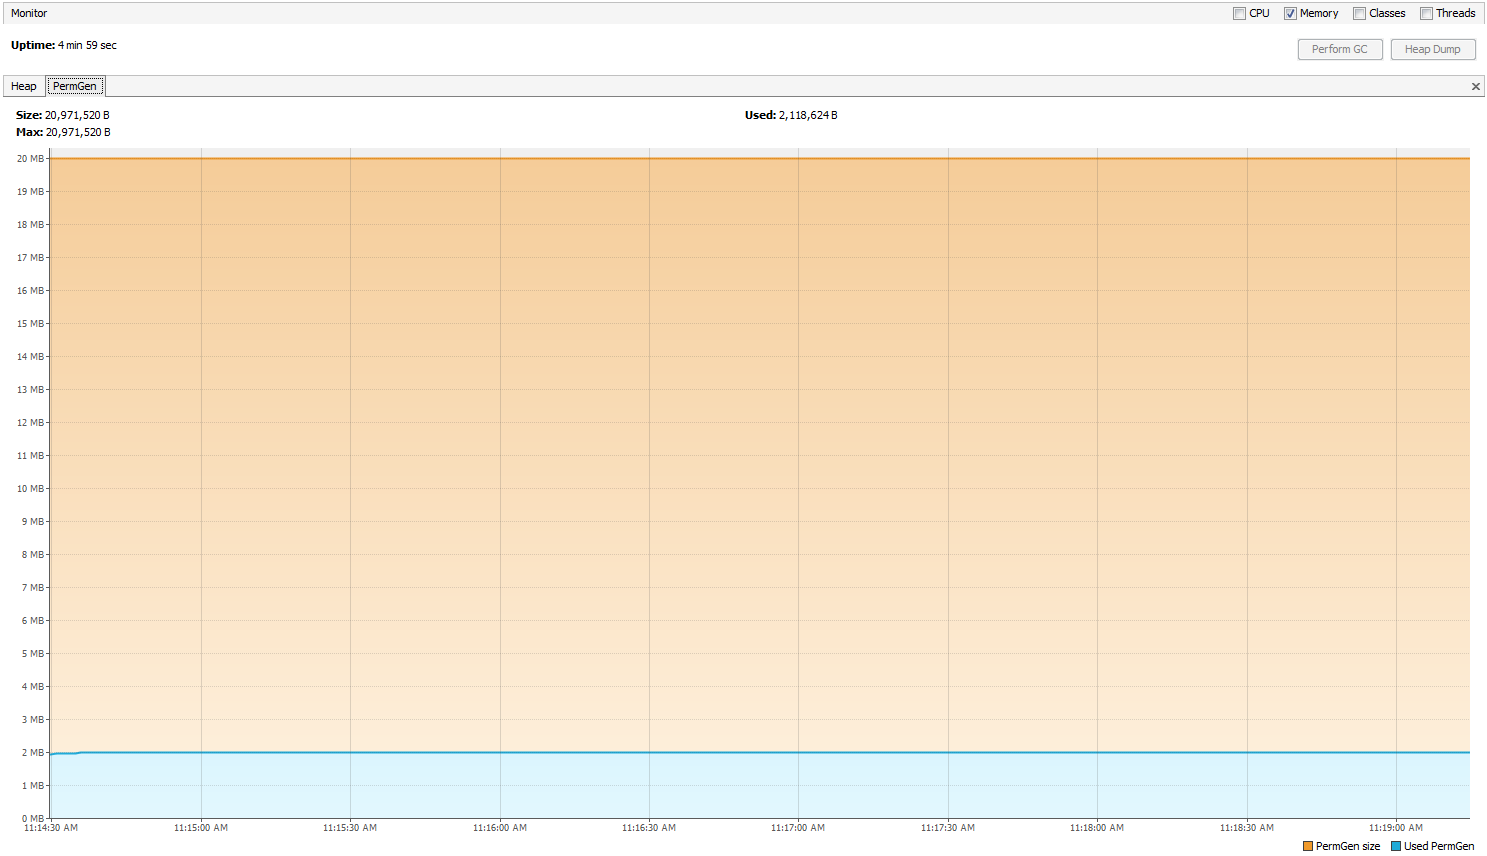 Monitor
CPU Memory Classes Threads
Uptime: 4 min 59 sec
Perform GC Heap Dump
Heap PermGen
Size: 20,971,520 B Used: 2,118,624 B
Max: 20,971,520 B
20 MB
19 MB
18 MB
17 MB
16 MB
15 MB
14 MB
13 MB
12 MB
11 MB
10 MB
9 MB
8 MB
7 MB
6 MB
5 MB
4 MB
3 MB
2 MB
1 MB
0 MB
11:14:30 AM 11:15:00 AM 11:15:30 AM 11:16:00 AM 11:16:30 AM 11:17:00 AM 11:17:30 AM 11:18:00 AM 11:18:30 AM 11:19:00 AM
PermGen size Used PermGen